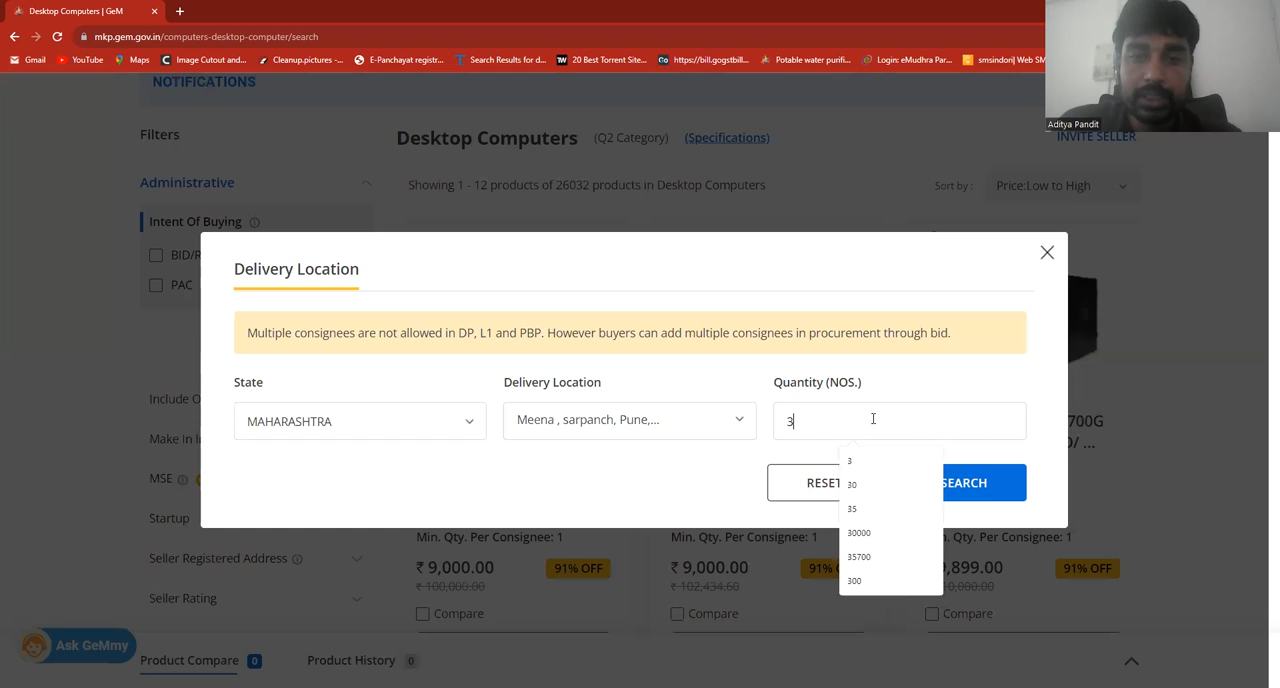 Desktop Computers | GeM
mkp.gem.gov.in/computers-desktop-computer/search
Gmail
YouTube
Maps
Image Cutout and...
Cleanup.pictures -...
E-Panchayat registr...
Search Results for d...
20 Best Torrent Site...
https://bill.gogstbill...
Potable water purifi...
Login: eMudhra Par...
smsindori| Web SM
Aditya Pandit
NOTIFICATIONS
INVITE SELLER
Filters
Desktop Computers (Q2 Category) (Specifications)
Administrative
Showing 1 - 12 products of 26032 products in Desktop Computers
Sort by : Price:Low to High
Intent Of Buying
BID/R
PAC
Delivery Location
Multiple consignees are not allowed in DP, L1 and PBP. However buyers can add multiple consignees in procurement through bid.
State
Delivery Location
Quantity (NOS.)
MAHARASHTRA
Meena , sarpanch, Pune,...
3
3
30
35
30000
35700
300
RESET
SEARCH
Include O
Make In I
MSE
Startup
Seller Registered Address
Seller Rating
700G
D/ ...
Min. Qty. Per Consignee: 1
₹ 9,000.00
91% OFF
₹ 100,000.00
Compare
Min. Qty. Per Consignee: 1
₹ 9,000.00
91% O
₹ 102,434.60
Compare
Min. Qty. Per Consignee: 1
9,899.00
91% OFF
Compare
Ask GeMmy
Product Compare 0
Product History 0